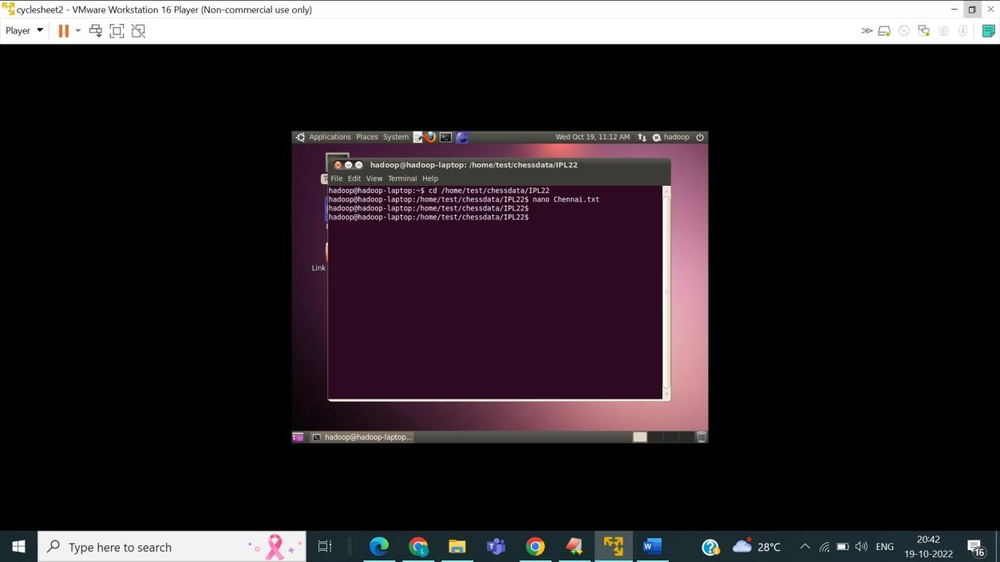 cyclesheet2 - VMware Workstation 16 Player (Non-commercial use only)
Player
Applications Places System
Wed Oct 19, 11:12 AM hadoop
hadoop@hadoop-laptop: /home/test/chessdata/IPL22
File Edit View Terminal Help
hadoop@hadoop-laptop:~$ cd /home/test/chessdata/IPL22
hadoop@hadoop-laptop:/home/test/chessdata/IPL22$ nano Chennai.txt
hadoop@hadoop-laptop:/home/test/chessdata/IPL22$
hadoop@hadoop-laptop:/home/test/chessdata/IPL22$
Link
hadoop@hadoop-laptop...
Type here to search
28°C
ENG
20:42
19-10-2022
16